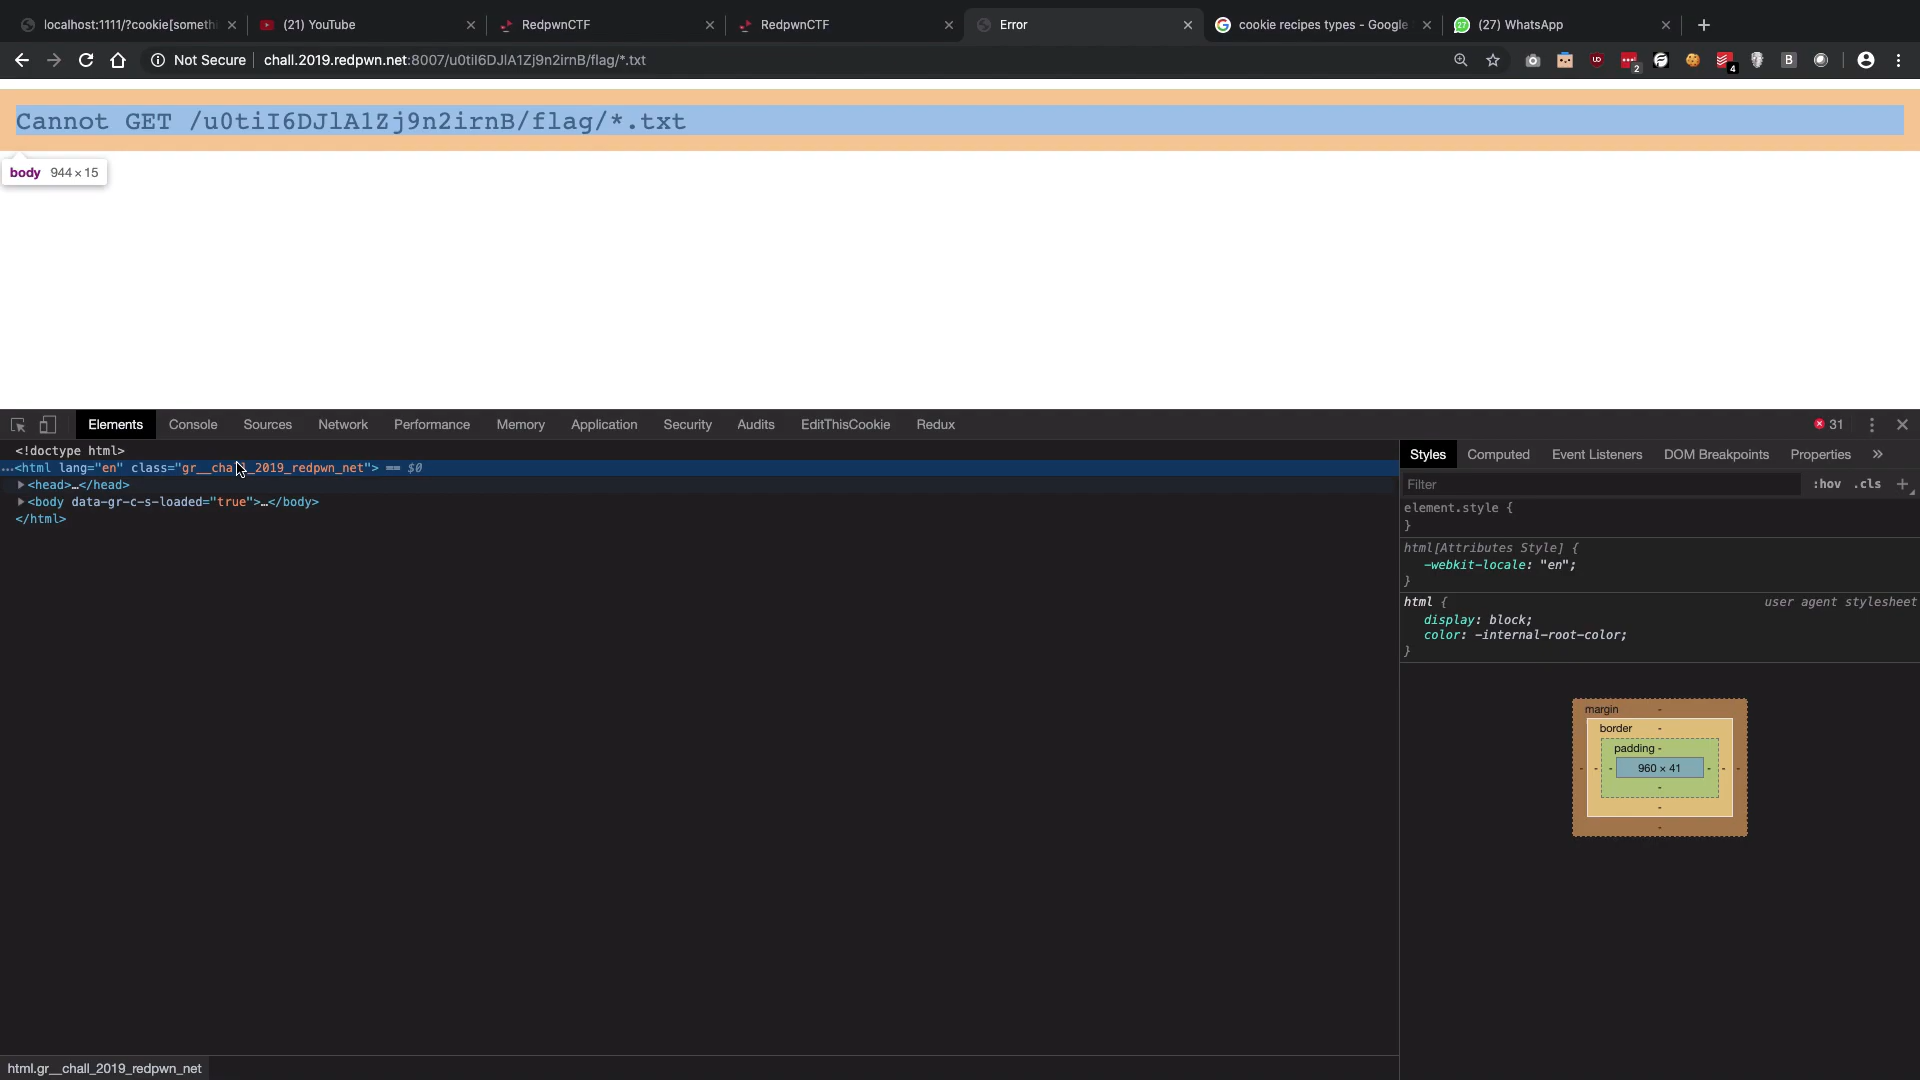 localhost:1111/?cookie[somethi
(21) YouTube
RedpwnCTF
RedpwnCTF
Error
cookie recipes types - Google
(27) WhatsApp
Not Secure
chall.2019.redpwn.net:8007/u0tiI6DJlA1Zj9n2irnB/flag/*.txt
2
4
B
Cannot GET /u0tiI6DJlA1Zj9n2irnB/flag/*.txt
body 944 × 15
Elements
Console
Sources
Network
Performance
Memory
Application
Security
Audits
EditThisCookie
Redux
31
<!doctype html>
…<html lang="en" class="gr__chall_2019_redpwn_net"> == $0
<head>…</head>
<body data-gr-c-s-loaded="true">…</body>
</html>
Styles
Computed
Event Listeners
DOM Breakpoints
Properties
»
Filter
:hov
.cls
+
element.style {
}
html[Attributes Style] {
-webkit-locale: "en";
}
html {
user agent stylesheet
display: block;
color: -internal-root-color;
}
margin -
border -
padding -
960 × 41
html.gr__chall_2019_redpwn_net